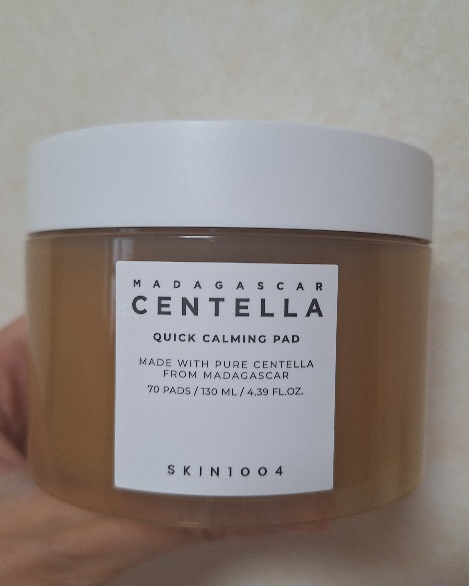 MADAGASCAR
CENTELLA
QUICK CALMING PAD
MADE WITH PURE CENTELLA
FROM MADAGASCAR
70 PADS / 130 ML / 4.39 FL.OZ.
SKIN1004